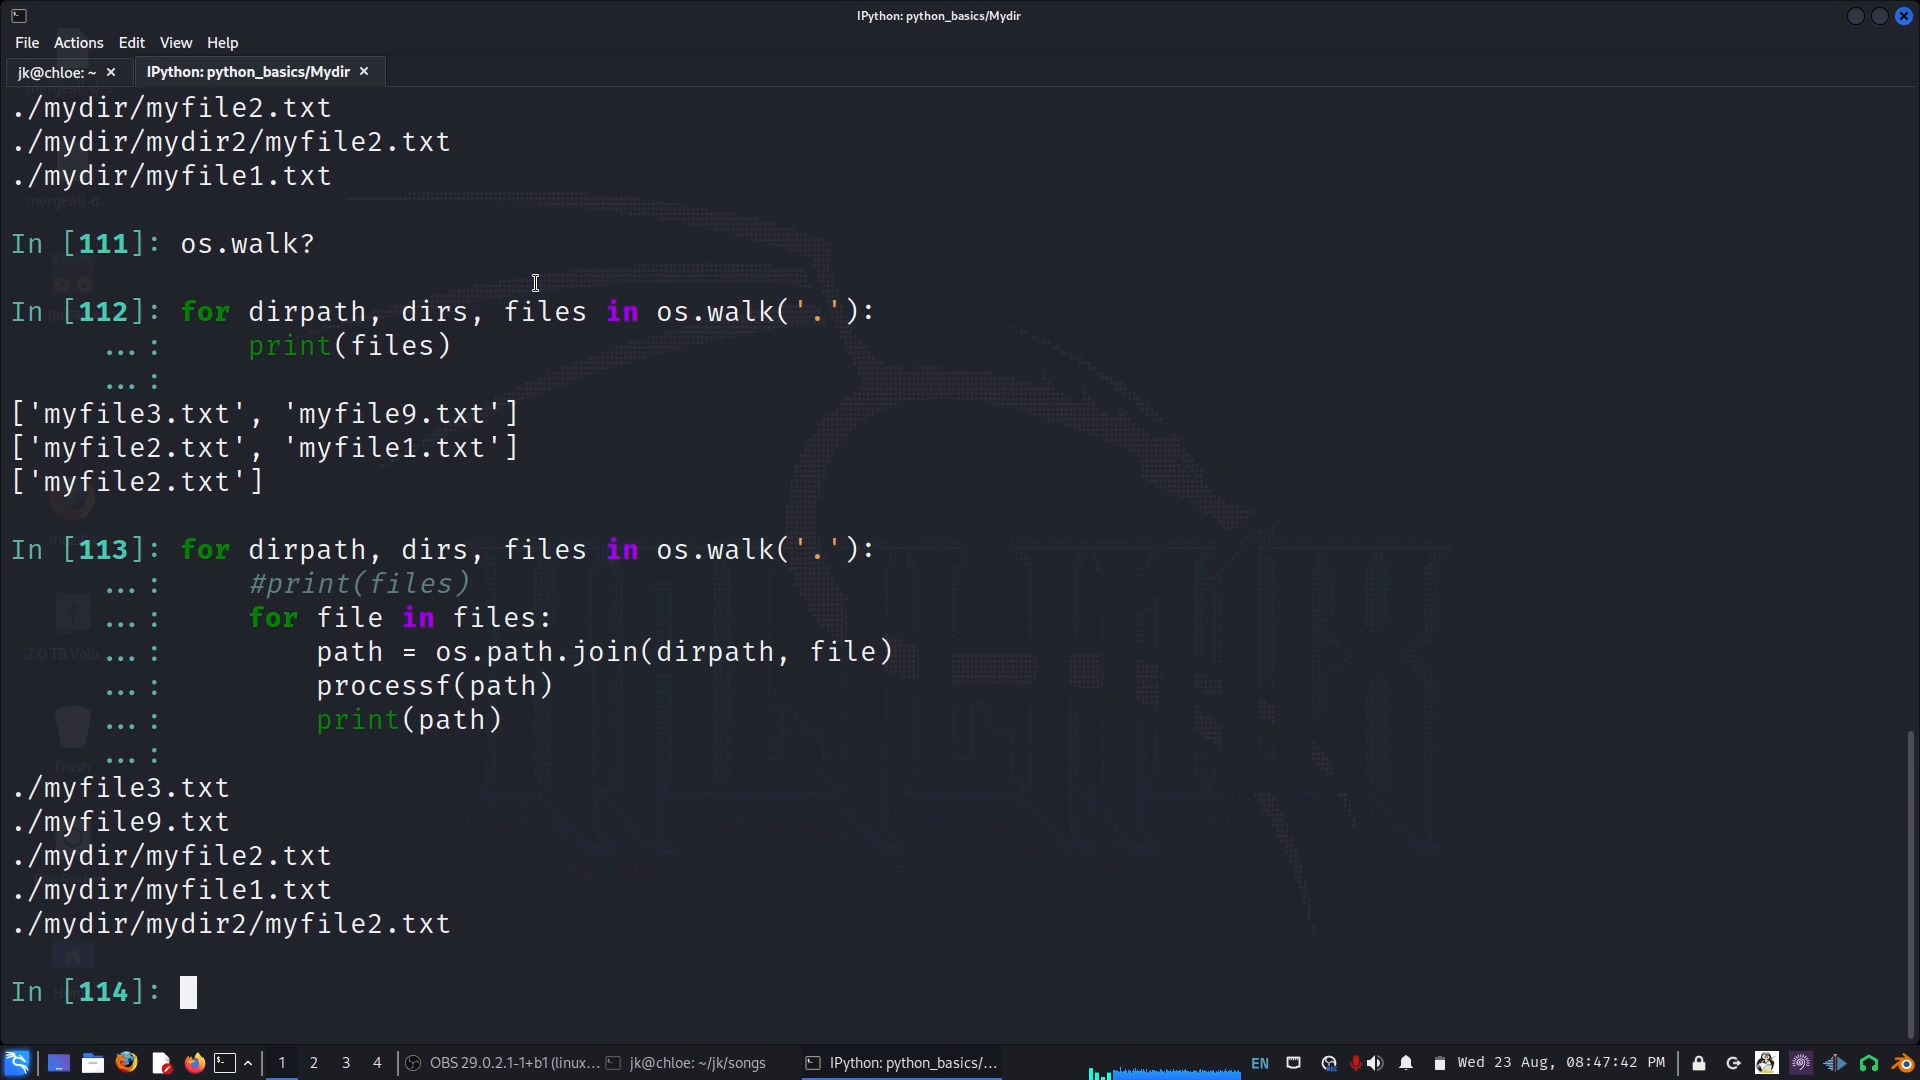 IPython: python_basics/Mydir
File Actions Edit View Help
jk@chloe: ~ × IPython: python_basics/Mydir ×
./mydir/myfile2.txt
./mydir/mydir2/myfile2.txt
./mydir/myfile1.txt
In [111]: os.walk?
In [112]: for dirpath, dirs, files in os.walk('.'):
...: print(files)
...:
['myfile3.txt', 'myfile9.txt']
['myfile2.txt', 'myfile1.txt']
['myfile2.txt']
In [113]: for dirpath, dirs, files in os.walk('.'):
...: #print(files)
...: for file in files:
...: path = os.path.join(dirpath, file)
...: processf(path)
...: print(path)
...:
./myfile3.txt
./myfile9.txt
./mydir/myfile2.txt
./mydir/myfile1.txt
./mydir/mydir2/myfile2.txt
In [114]:
mergeall-d...
2.0 TB Volu...
Trash
1 2 3 4 OBS 29.0.2.1-1+b1 (linux... jk@chloe: ~/jk/songs IPython: python_basics/... EN Wed 23 Aug, 08:47:42 PM